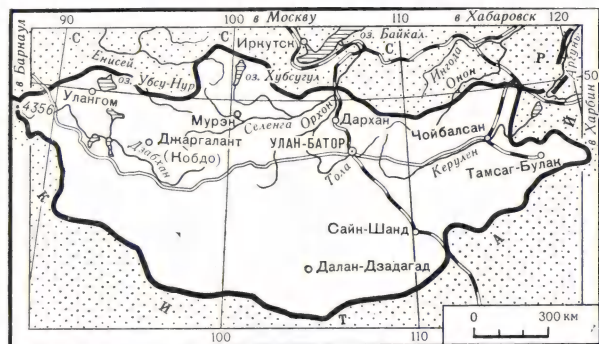 90
в Москву
100
110
в Хабаровск
120
в Барнаул
С
С
С
Р.
Енисей
Иркутск
оз. Байкал
Ингода
Онон
Аргунь
оз. Убсу-Нур
оз. Хубсугул
50
Улангом
4356
Мурэн
Селенга
Орхон
Дархан
Чойбалсан
Й
в Харбин
Джаргалант
(Кобдо)
Дзабхан
УЛАН-БАТОР
Тола
Керулен
Тамсаг-Булак
К
Сайн-Шанд
А
Далан-Дзадагад
И
Т
0 300 км
100
110